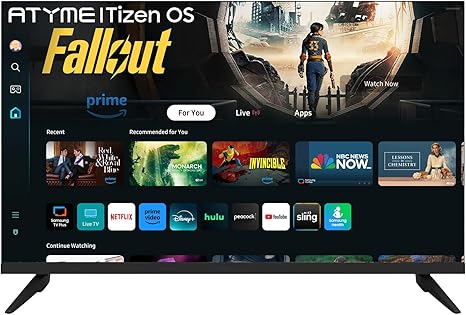 ATYME | Tizen OS
Fallout
33
prime
Watch Now
For You
Live
Apps
Recent
Recommended for You
Red, White & Royal Blue
prime
MONARCH
INVINCIBLE
NBC NEWS
NOW
LESSONS
IN
CHEMISTRY
Samsung TV Plus
Live TV
NETFLIX
prime video
Disney+
hulu
peacock
YouTube
sling
Samsung Health
Continue Watching